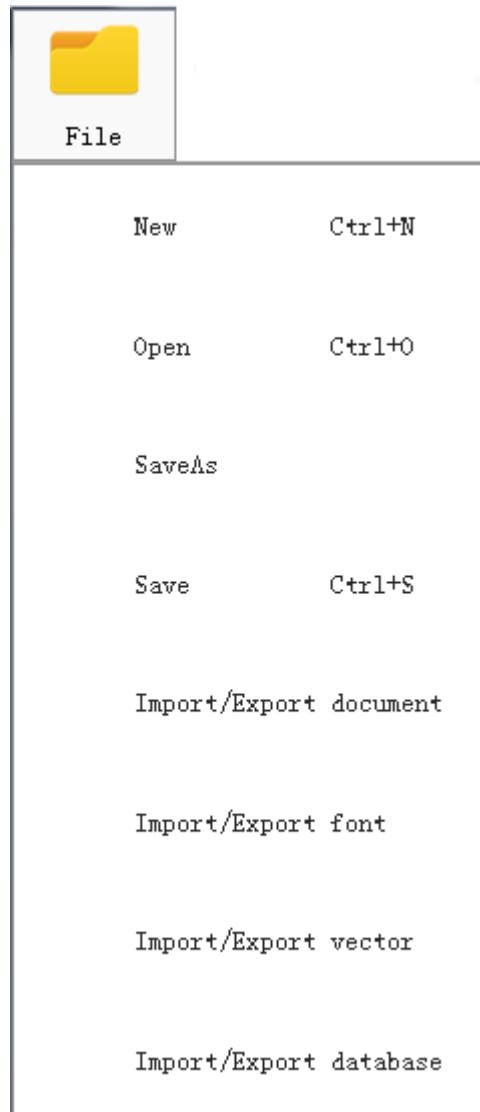 File
New Ctrl+N
Open Ctrl+O
SaveAs
Save Ctrl+S
Import/Export document
Import/Export font
Import/Export vector
Import/Export database